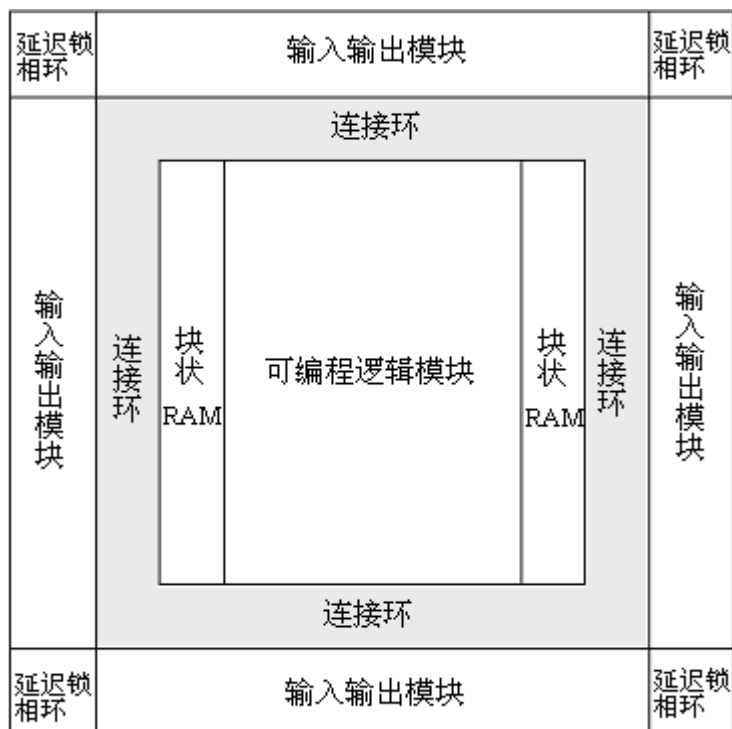 延迟锁
相环
输入输出模块
延迟锁
相环
连接环
输入输出模块
连接环
块状
RAM
可编程逻辑模块
块状
RAM
连接环
输入输出模块
连接环
延迟锁
相环
输入输出模块
延迟锁
相环